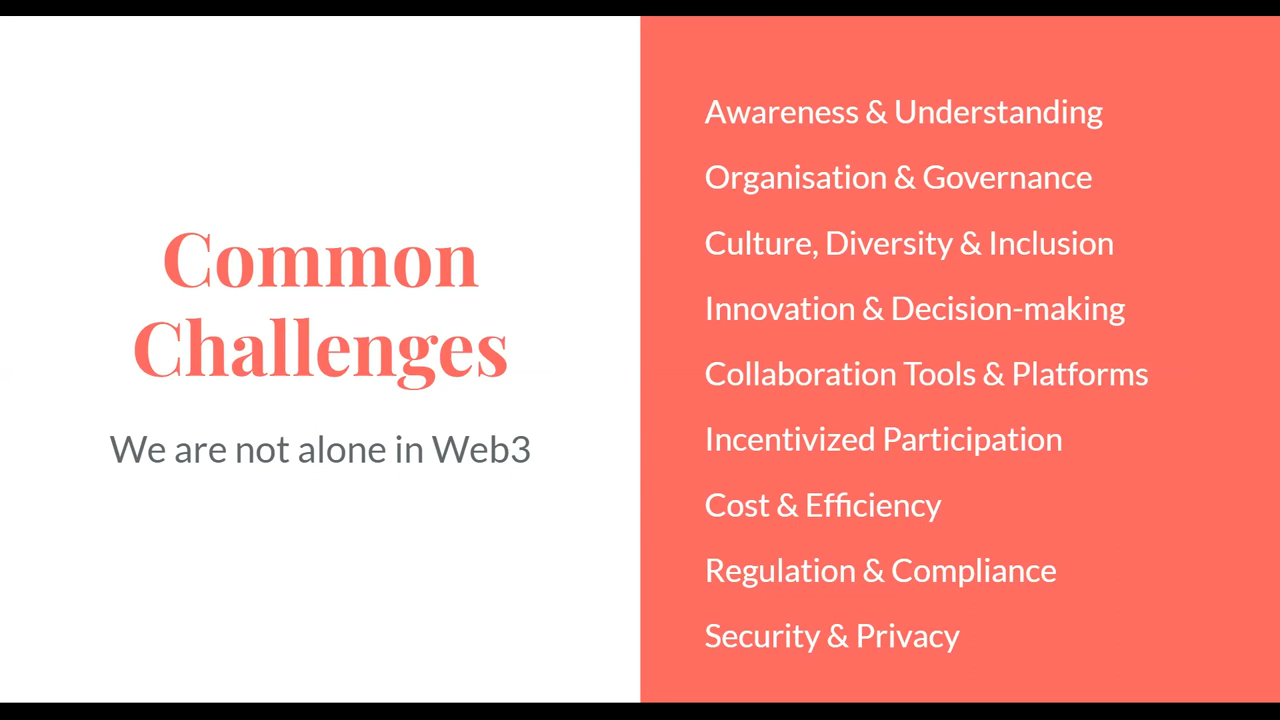 Common
Challenges
We are not alone in Web3
Awareness & Understanding
Organisation & Governance
Culture, Diversity & Inclusion
Innovation & Decision-making
Collaboration Tools & Platforms
Incentivized Participation
Cost & Efficiency
Regulation & Compliance
Security & Privacy